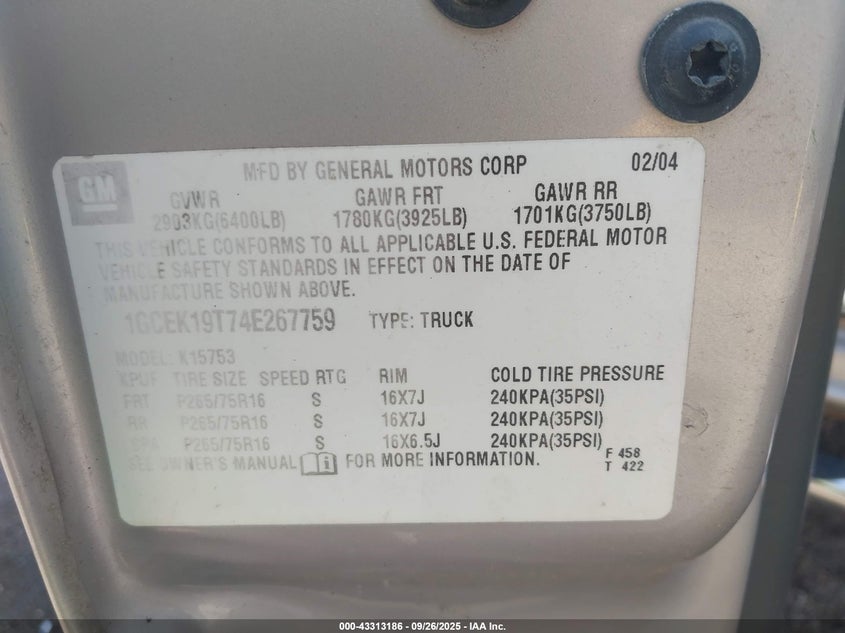 GM
MFD BY GENERAL MOTORS CORP 02/04
GVWR GAWR FRT GAWR RR
2903KG(6400LB) 1780KG(3925LB) 1701KG(3750LB)
THIS VEHICLE CONFORMS TO ALL APPLICABLE U.S. FEDERAL MOTOR
VEHICLE SAFETY STANDARDS IN EFFECT ON THE DATE OF
MANUFACTURE SHOWN ABOVE.
1GCEK19T74E267759 TYPE: TRUCK
MODEL: K15753
KPUF TIRE SIZE SPEED RTG RIM COLD TIRE PRESSURE
FRT P265/75R16 S 16X7J 240KPA(35PSI)
RR P265/75R16 S 16X7J 240KPA(35PSI)
SPA P265/75R16 S 16X6.5J 240KPA(35PSI)
SEE OWNER'S MANUAL FOR MORE INFORMATION.
F 458
T 422
000-43313186 - 09/26/2025 - IAA Inc.